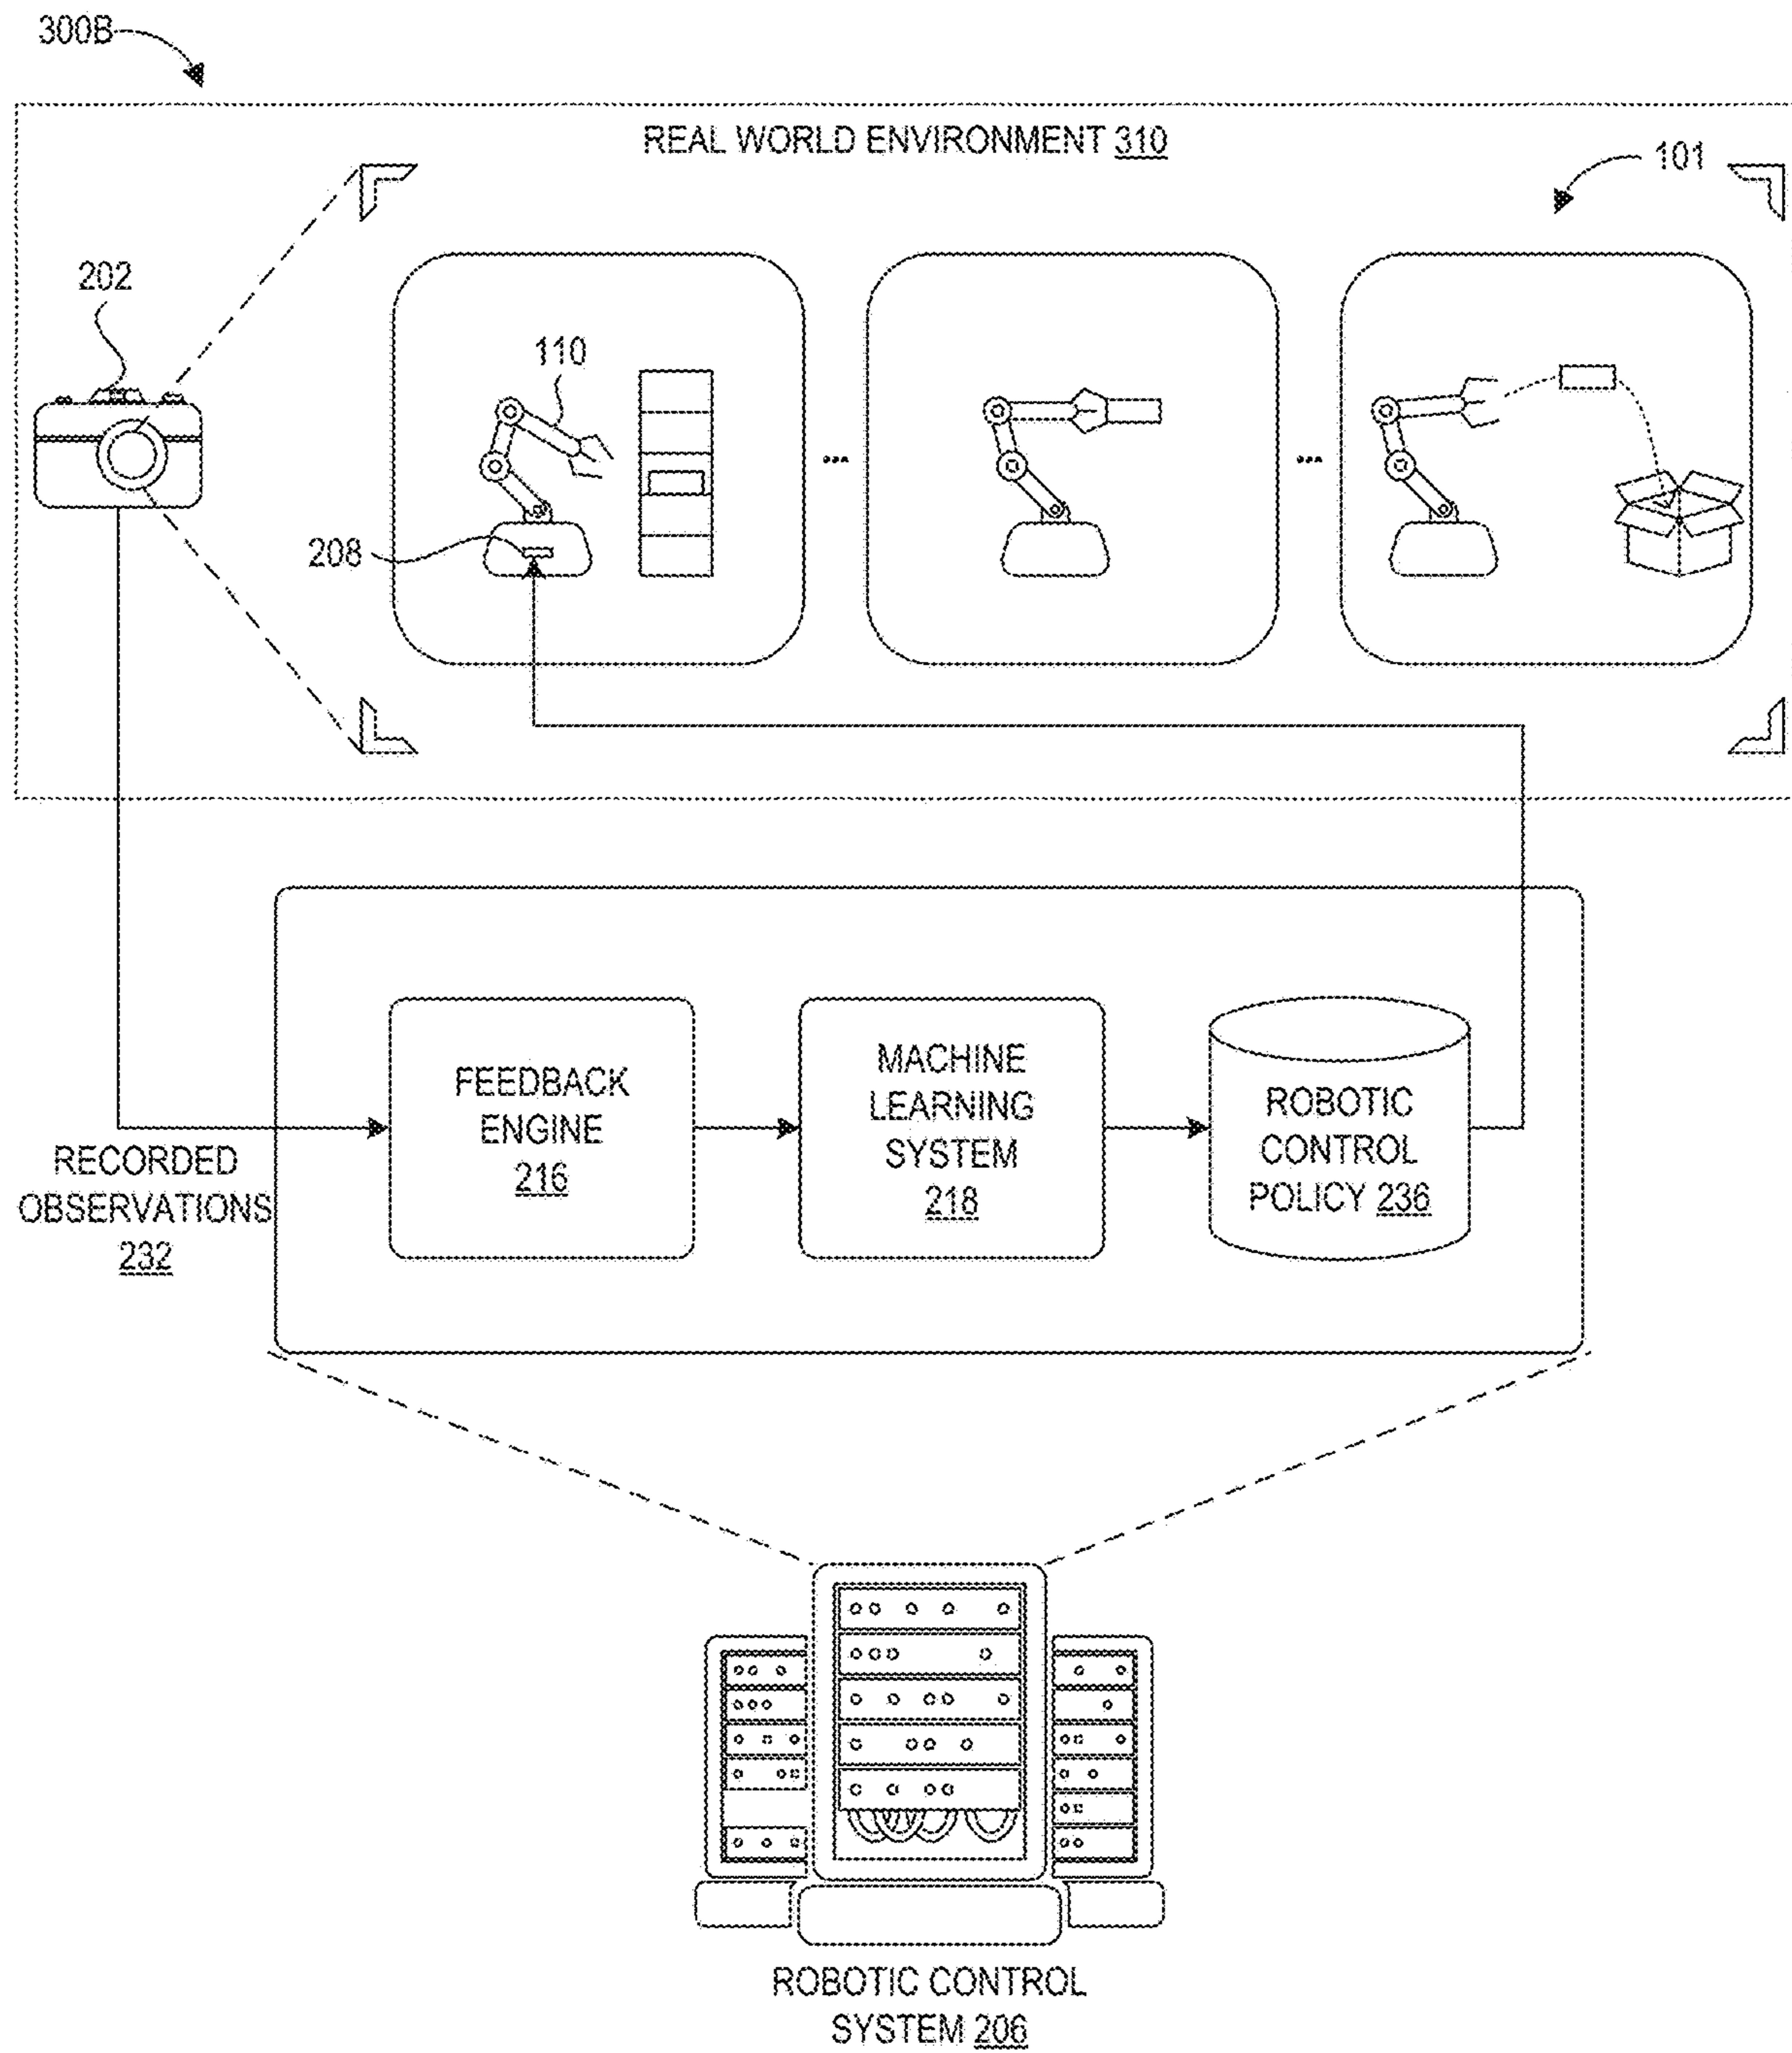 300B
REAL WORLD ENVIRONMENT 310
101
202
110
208
FEEDBACK
ENGINE
216
MACHINE
LEARNING
SYSTEM
218
ROBOTIC
CONTROL
POLICY 236
RECORDED
OBSERVATIONS
232
ROBOTIC CONTROL
SYSTEM 206